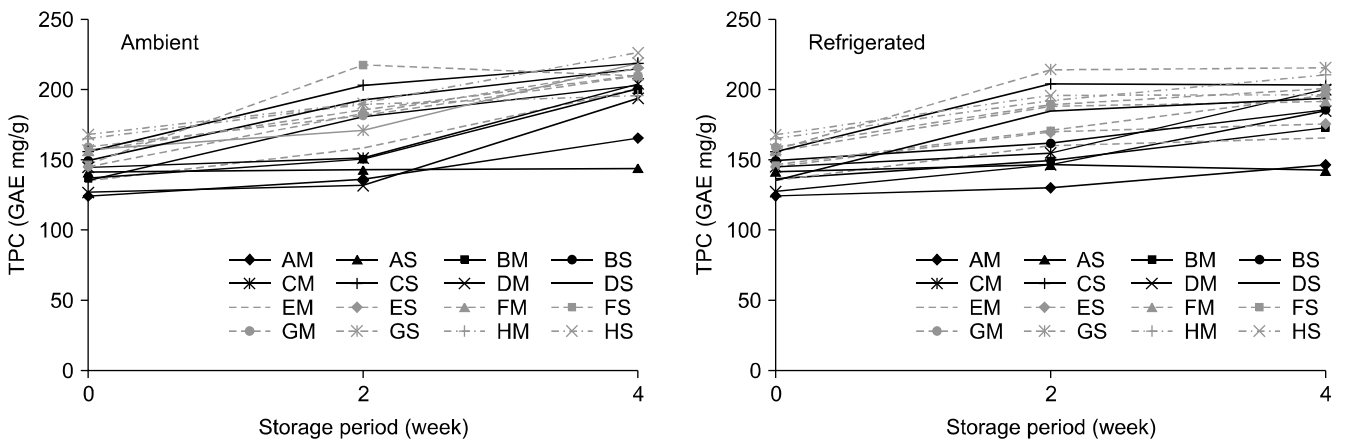 250
200
150
100
50
0
TPC (GAE mg/g)
Ambient
AM AS BM BS
CM CS DM DS
EM ES FM FS
GM GS HM HS
0 2 4
Storage period (week)
250
200
150
100
50
0
TPC (GAE mg/g)
Refrigerated
AM AS BM BS
CM CS DM DS
EM ES FM FS
GM GS HM HS
0 2 4
Storage period (week)